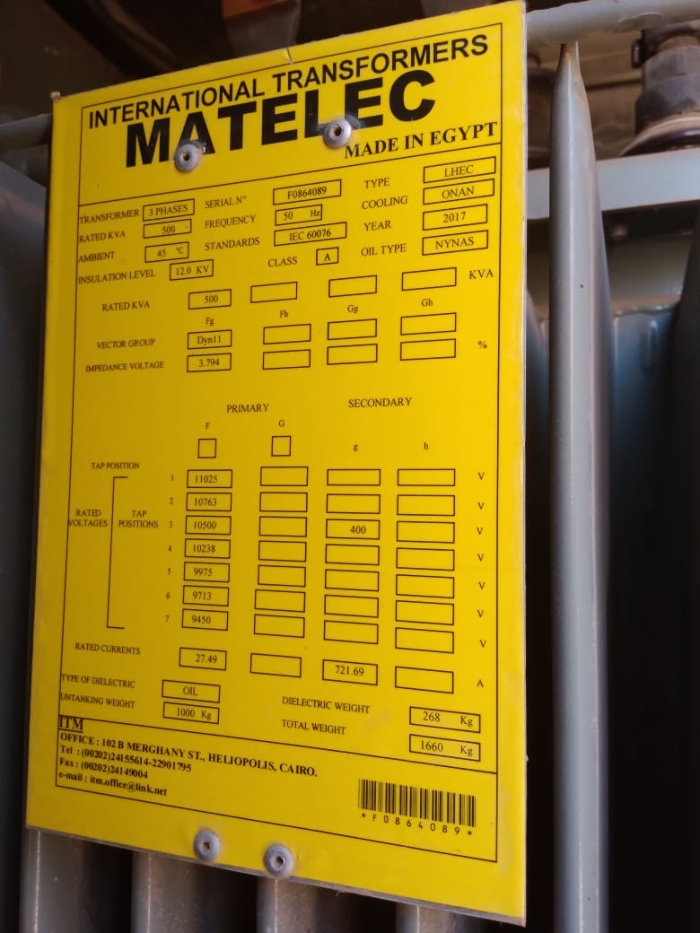 INTERNATIONAL TRANSFORMERS
MATELEC
MADE IN EGYPT
TRANSFORMER 3 PHASES SERIAL N° F0864089 TYPE LHEC
RATED KVA 500 FREQUENCY 50 Hz COOLING ONAN
AMBIENT 45 °C STANDARDS IEC 60076 YEAR 2017
INSULATION LEVEL 12.0 KV CLASS A OIL TYPE NYNAS
RATED KVA 500 KVA
Fg Fh Gg Gh
VECTOR GROUP Dyn11
IMPEDANCE VOLTAGE 3.794 %
PRIMARY SECONDARY
F G g h
TAP POSITION
1 11025 V
2 10763 V
RATED VOLTAGES TAP POSITIONS 3 10500 400 V
4 10238 V
5 9975 V
6 9713 V
7 9450 V
RATED CURRENTS 27.49 721.69 A
TYPE OF DIELECTRIC OIL DIELECTRIC WEIGHT 268 Kg
UNTANKING WEIGHT 1000 Kg TOTAL WEIGHT 1660 Kg
ITM
OFFICE : 102 B MERGHANY ST., HELIOPOLIS, CAIRO.
Tel : (00202)24155614-22901795
Fax : (00202)24149004
e-mail : itm.office@link.net
*F0864089*